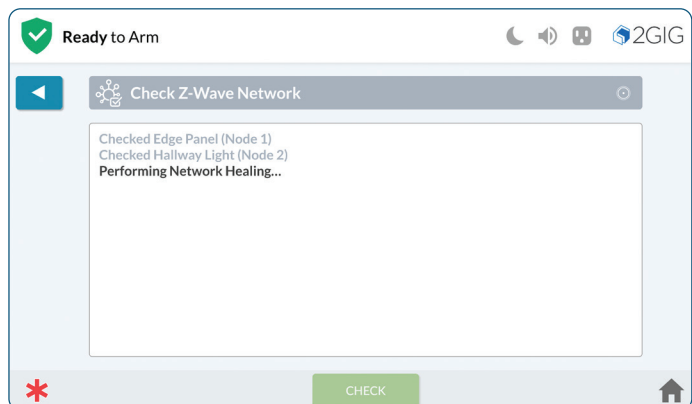 Ready to Arm
2GIG
Check Z-Wave Network
Checked Edge Panel (Node 1)
Checked Hallway Light (Node 2)
Performing Network Healing...
CHECK